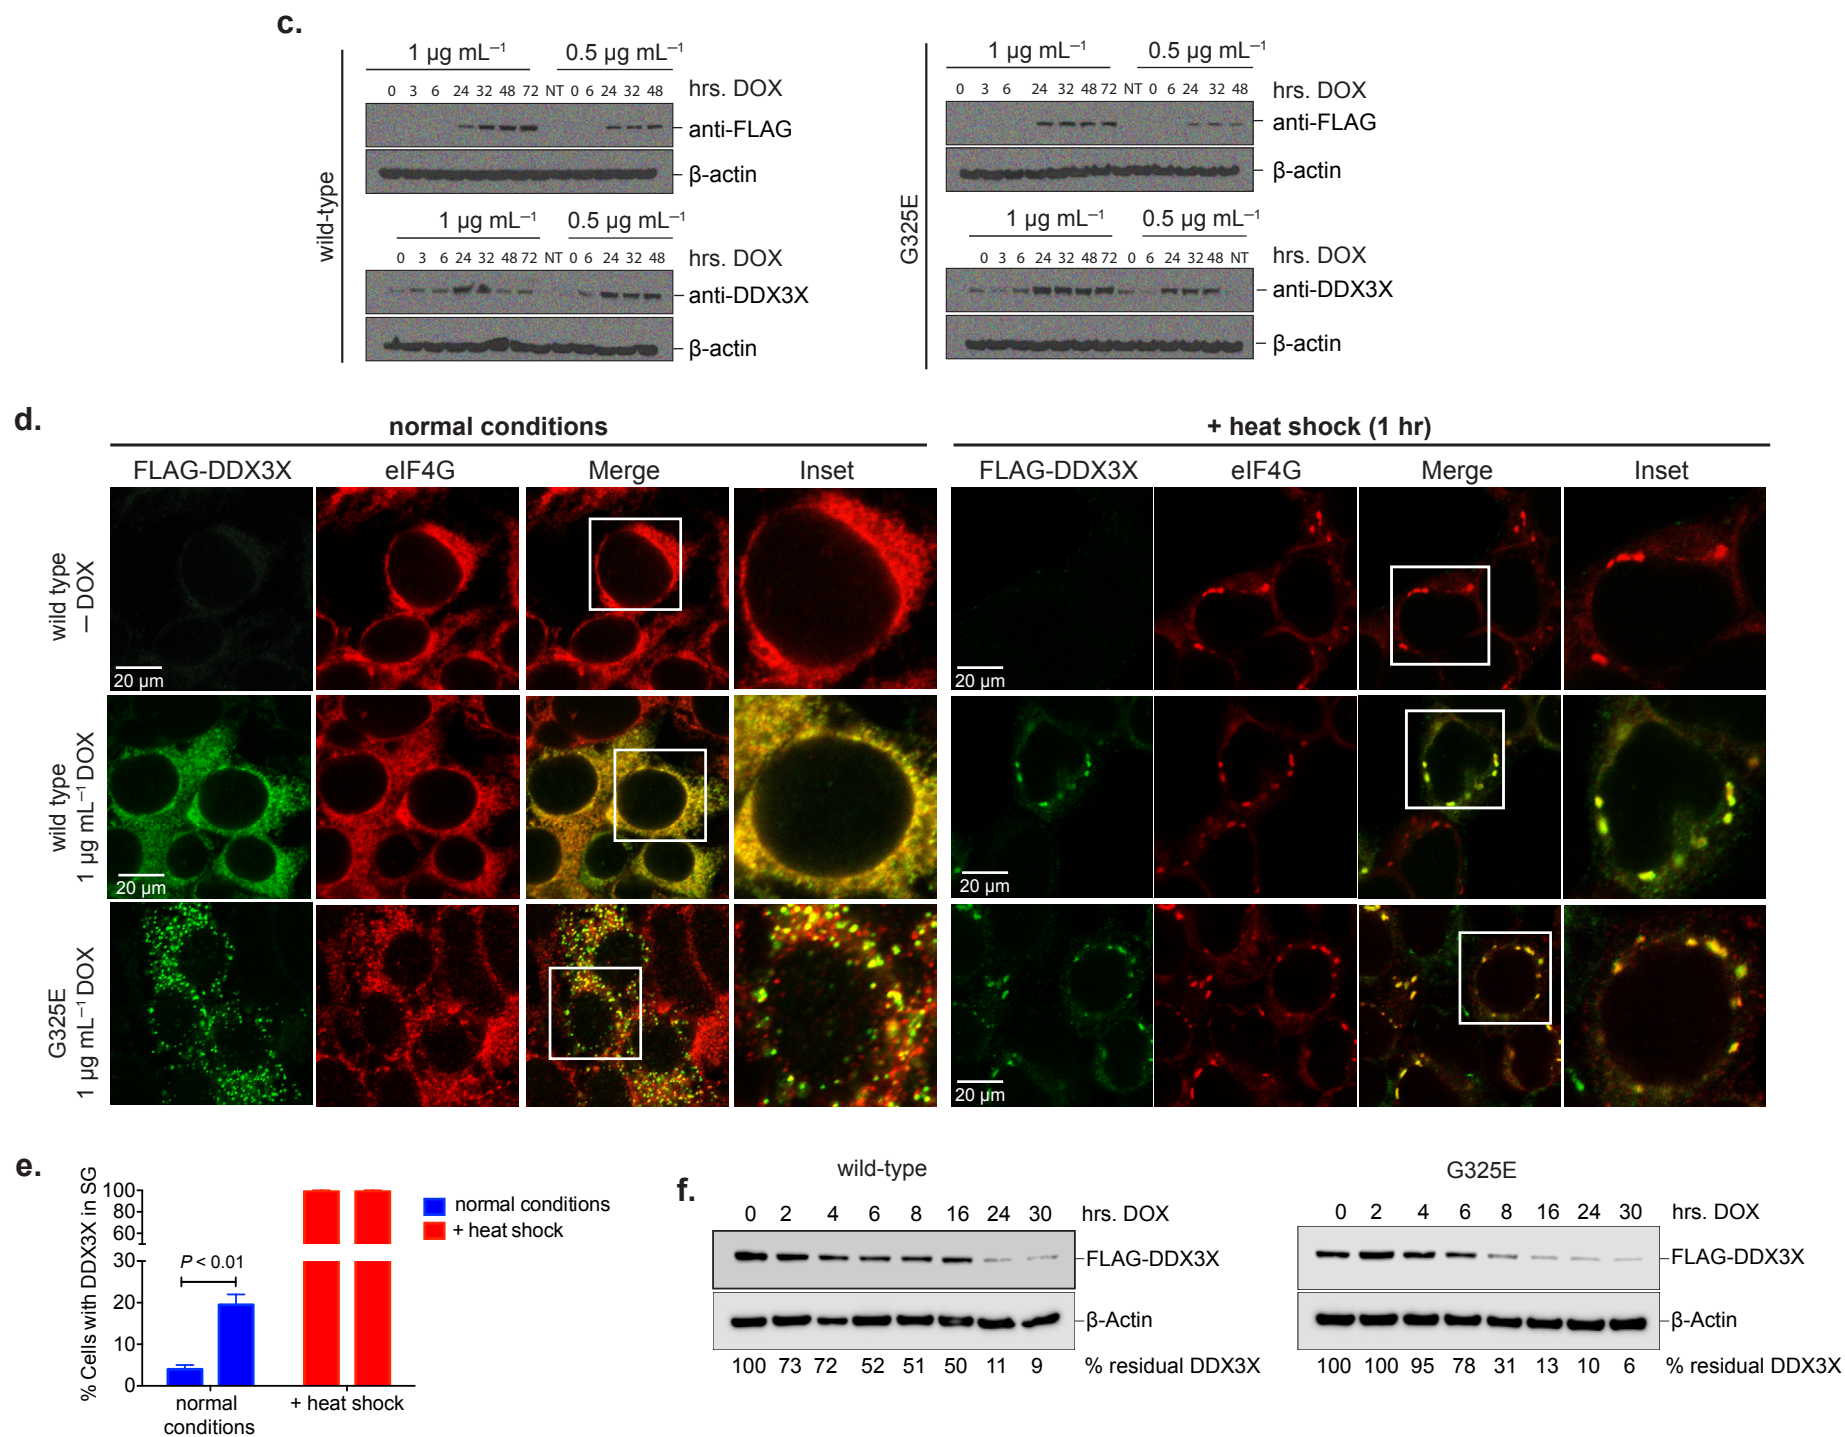 c.
wild-type
1 µg mL⁻¹ 0.5 µg mL⁻¹
0 3 6 24 32 48 72 NT 0 6 24 32 48 hrs. DOX
anti-FLAG
β-actin
1 µg mL⁻¹ 0.5 µg mL⁻¹
0 3 6 24 32 48 72 NT 0 6 24 32 48 hrs. DOX
anti-DDX3X
β-actin
G325E
1 µg mL⁻¹ 0.5 µg mL⁻¹
0 3 6 24 32 48 72 NT 0 6 24 32 48 hrs. DOX
anti-FLAG
β-actin
1 µg mL⁻¹ 0.5 µg mL⁻¹
0 3 6 24 32 48 72 0 6 24 32 48 NT hrs. DOX
anti-DDX3X
β-actin
d.
normal conditions + heat shock (1 hr)
FLAG-DDX3X eIF4G Merge Inset FLAG-DDX3X eIF4G Merge Inset
wild type
— DOX
20 µm 20 µm
wild type
1 µg mL⁻¹ DOX
20 µm 20 µm
G325E
1 µg mL⁻¹ DOX
20 µm
e.
% Cells with DDX3X in SG
100
80
60
30
20
10
0
P < 0.01
normal conditions
+ heat shock
normal
conditions
+ heat shock
f.
wild-type
0 2 4 6 8 16 24 30 hrs. DOX
FLAG-DDX3X
β-Actin
100 73 72 52 51 50 11 9 % residual DDX3X
G325E
0 2 4 6 8 16 24 30 hrs. DOX
FLAG-DDX3X
β-Actin
100 100 95 78 31 13 10 6 % residual DDX3X